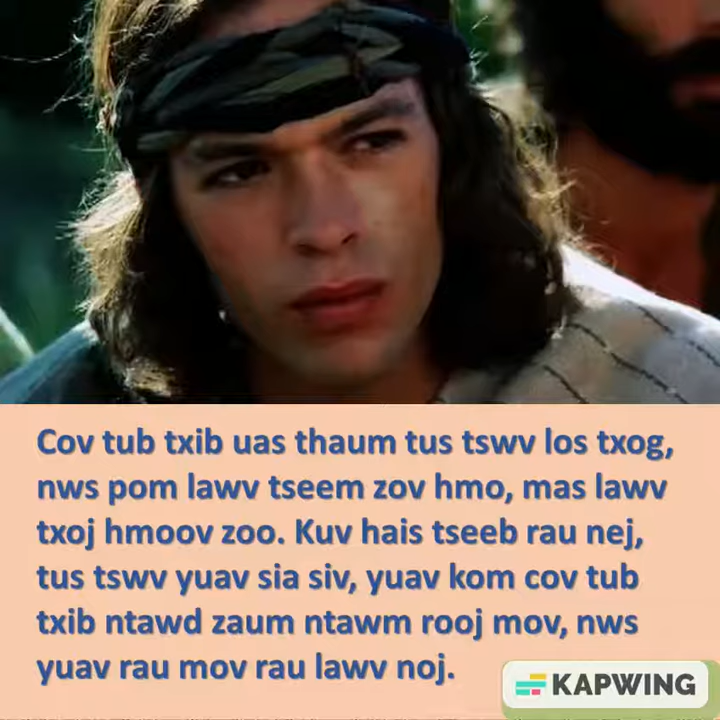 Cov tub txib uas thaum tus tswv los txog,
nws pom lawv tseem zov hmo, mas lawv
txoj hmoov zoo. Kuv hais tseeb rau nej,
tus tswv yuav sia siv, yuav kom cov tub
txib ntawd zaum ntawm rooj mov, nws
yuav rau mov rau lawv noj.
KAPWING